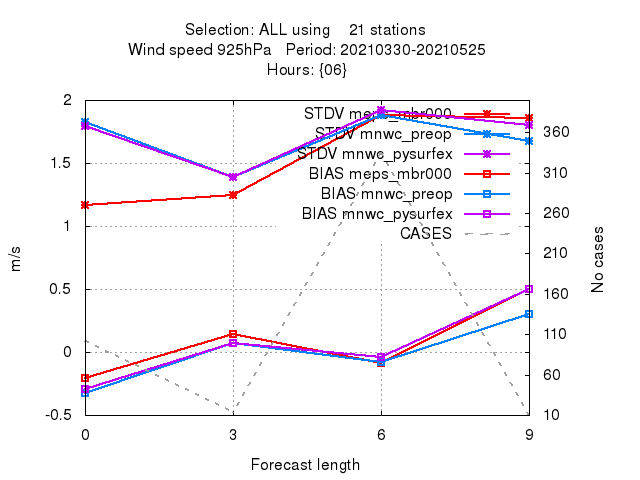 Selection: ALL using 21 stations
Wind speed 925hPa Period: 20210330-20210525
Hours: {06}
2
1.5
1
0.5
0
-0.5
m/s
STDV meps_mbr000
STDV mnwc_preop
STDV mnwc_pysurfex
BIAS meps_mbr000
BIAS mnwc_preop
BIAS mnwc_pysurfex
CASES
360
310
260
210
160
110
60
10
No cases
0 3 6 9
Forecast length